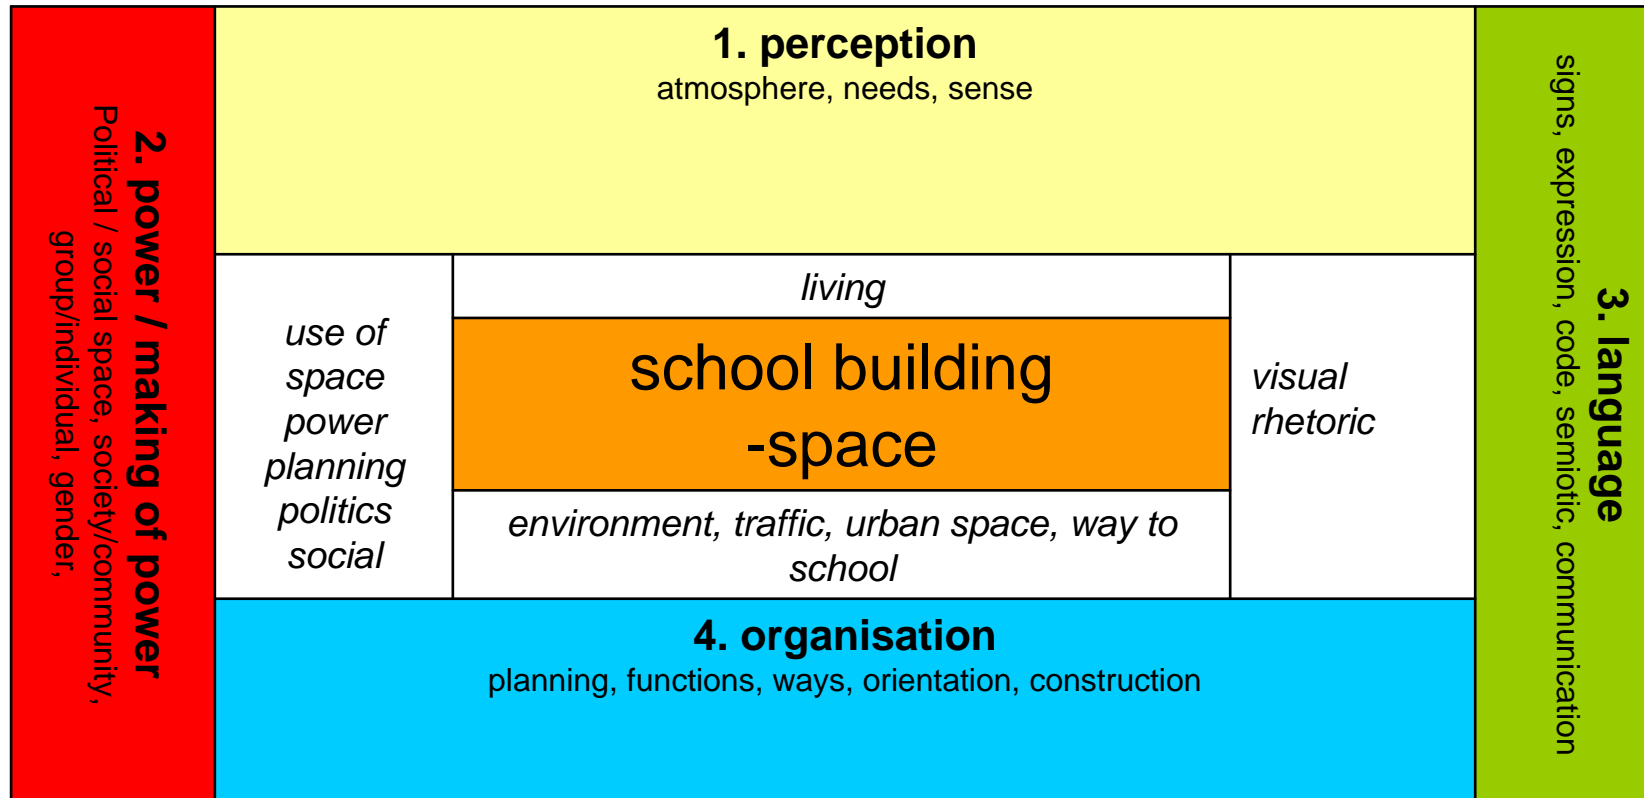 1. perception
atmosphere, needs, sense
2. power / making of power
Political / social space, society/community,
group/individual, gender,
use of
space
power
planning
politics
social
living
school building
-space
environment, traffic, urban space, way to
school
visual
rhetoric
3. language
signs, expression, code, semiotic, communication
4. organisation
planning, functions, ways, orientation, construction